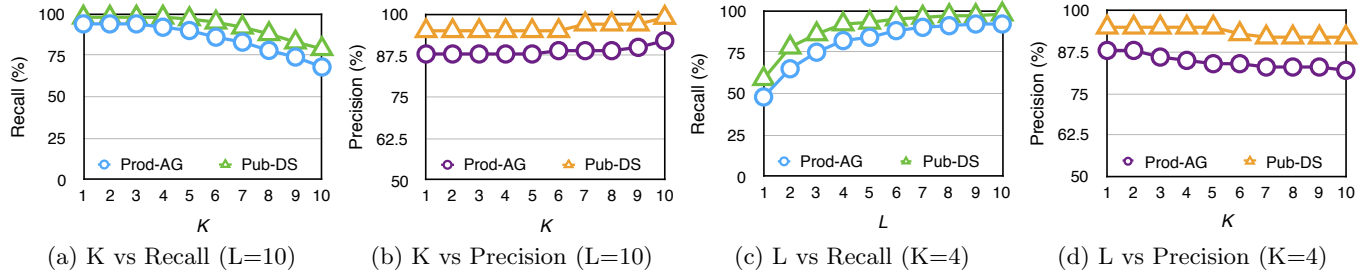 Recall (%)
100
75
50
25
0
Prod-AG
Pub-DS
1 2 3 4 5 6 7 8 9 10
K
(a) K vs Recall (L=10)
Precision (%)
100
87.5
75
62.5
50
Prod-AG
Pub-DS
1 2 3 4 5 6 7 8 9 10
K
(b) K vs Precision (L=10)
Recall (%)
100
75
50
25
0
Prod-AG
Pub-DS
1 2 3 4 5 6 7 8 9 10
L
(c) L vs Recall (K=4)
Precision (%)
100
87.5
75
62.5
50
Prod-AG
Pub-DS
1 2 3 4 5 6 7 8 9 10
K
(d) L vs Precision (K=4)